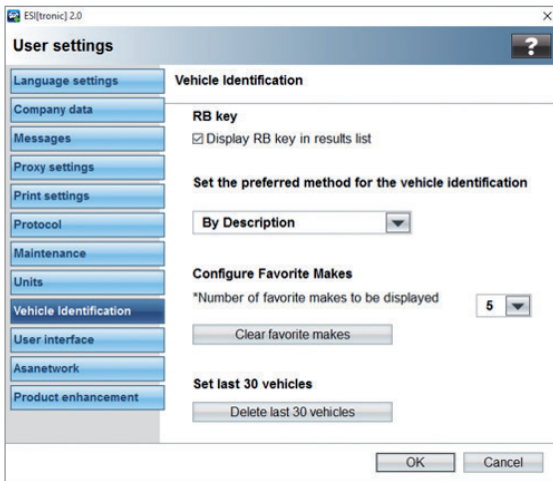 ESI[tronic] 2.0
User settings
?
Language settings
Company data
Messages
Proxy settings
Print settings
Protocol
Maintenance
Units
Vehicle Identification
User interface
Asanetwork
Product enhancement
Vehicle Identification
RB key
Display RB key in results list
Set the preferred method for the vehicle identification
By Description
Configure Favorite Makes
*Number of favorite makes to be displayed
5
Clear favorite makes
Set last 30 vehicles
Delete last 30 vehicles
OK
Cancel